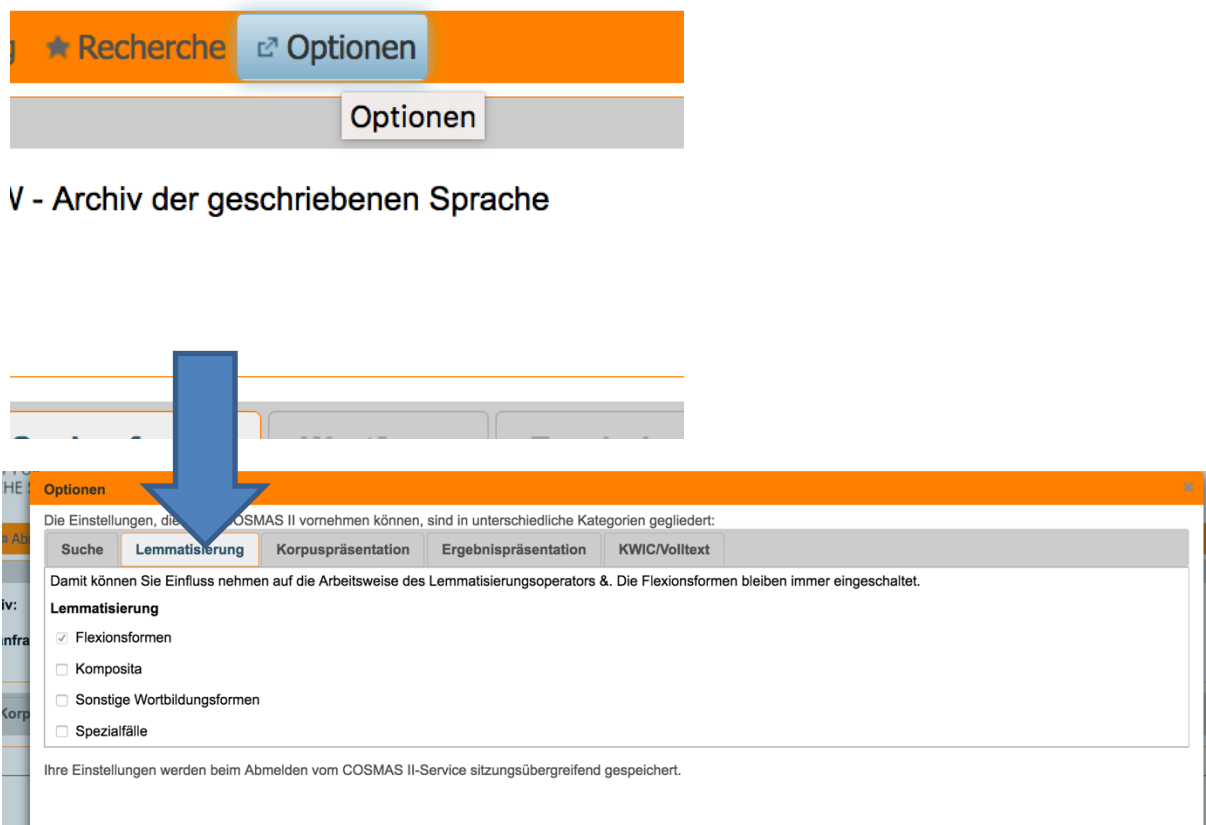 Recherche Optionen
Optionen
- Archiv der geschriebenen Sprache
Optionen
Die Einstellungen, COSMAS II vornehmen können, sind in unterschiedliche Kategorien gegliedert:
Suche Lemmatisierung Korpuspräsentation Ergebnispräsentation KWIC/Volltext
Damit können Sie Einfluss nehmen auf die Arbeitsweise des Lemmatisierungsoperators &. Die Flexionsformen bleiben immer eingeschaltet.
Lemmatisierung
Flexionsformen
Komposita
Sonstige Wortbildungsformen
Spezialfälle
Ihre Einstellungen werden beim Abmelden vom COSMAS II-Service sitzungsübergreifend gespeichert.